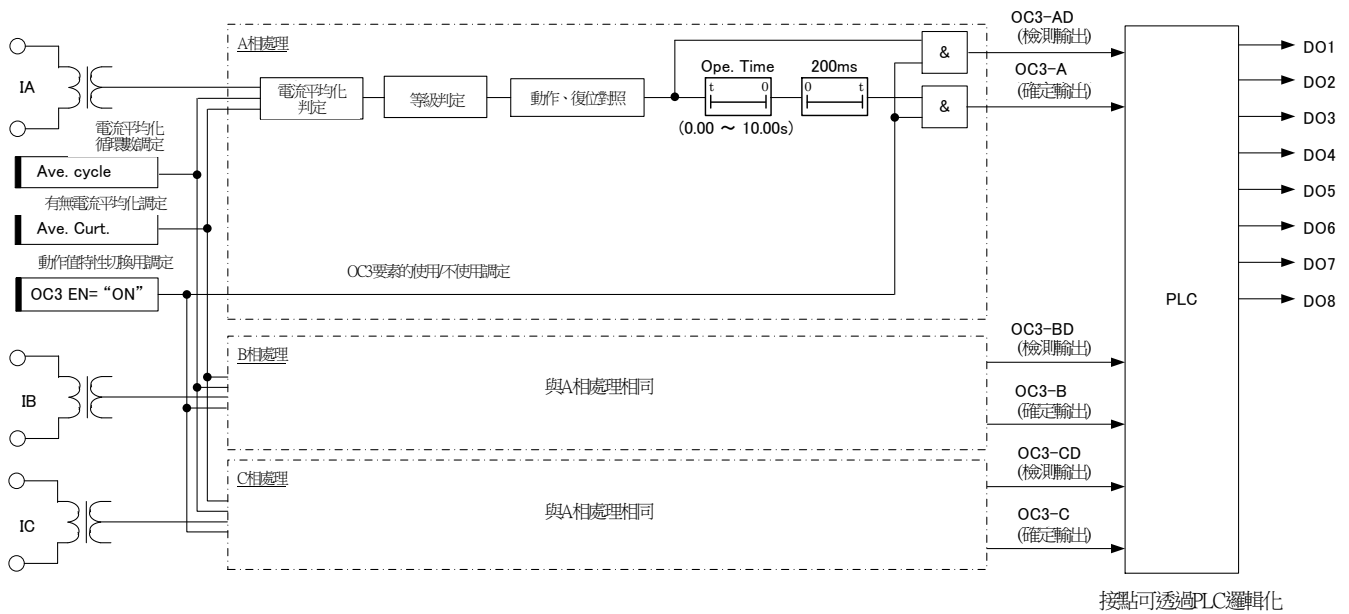 OC3-AD
(檢測輸出)
A相處理
&
DO1
IA
Ope. Time
200ms
OC3-A
(確定輸出)
DO2
電流平均化
判定
等級判定
動作、復位對照
t
0
0
t
&
DO3
電流平均化
循環數調定
(0.00 ~ 10.00s)
DO4
Ave. cycle
DO5
有無電流平均化調定
Ave. Curt.
DO6
動作值特性切換用調定
OC3要素的使用/不使用調定
DO7
OC3 EN= “ON”
PLC
DO8
B相處理
OC3-BD
(檢測輸出)
IB
與A相處理相同
OC3-B
(確定輸出)
C相處理
OC3-CD
(檢測輸出)
IC
與A相處理相同
OC3-C
(確定輸出)
接點可透過PLC邏輯化